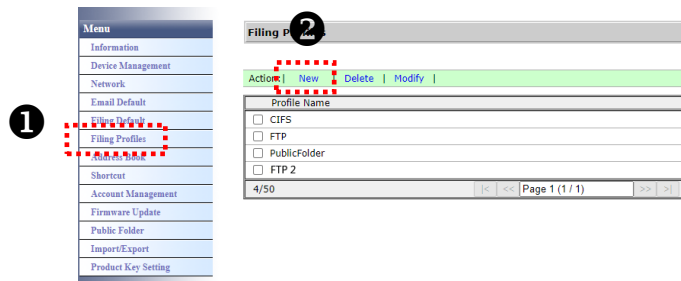 Menu
Information
Device Management
Network
Email Default
Filing Default
Filing Profiles
Address Book
Shortcut
Account Management
Firmware Update
Public Folder
Import/Export
Product Key Setting
1
2
Filing
Action: | New | Delete | Modify |
Profile Name
CIFS
FTP
PublicFolder
FTP 2
4/50 |< << Page 1 (1 / 1) >> >|